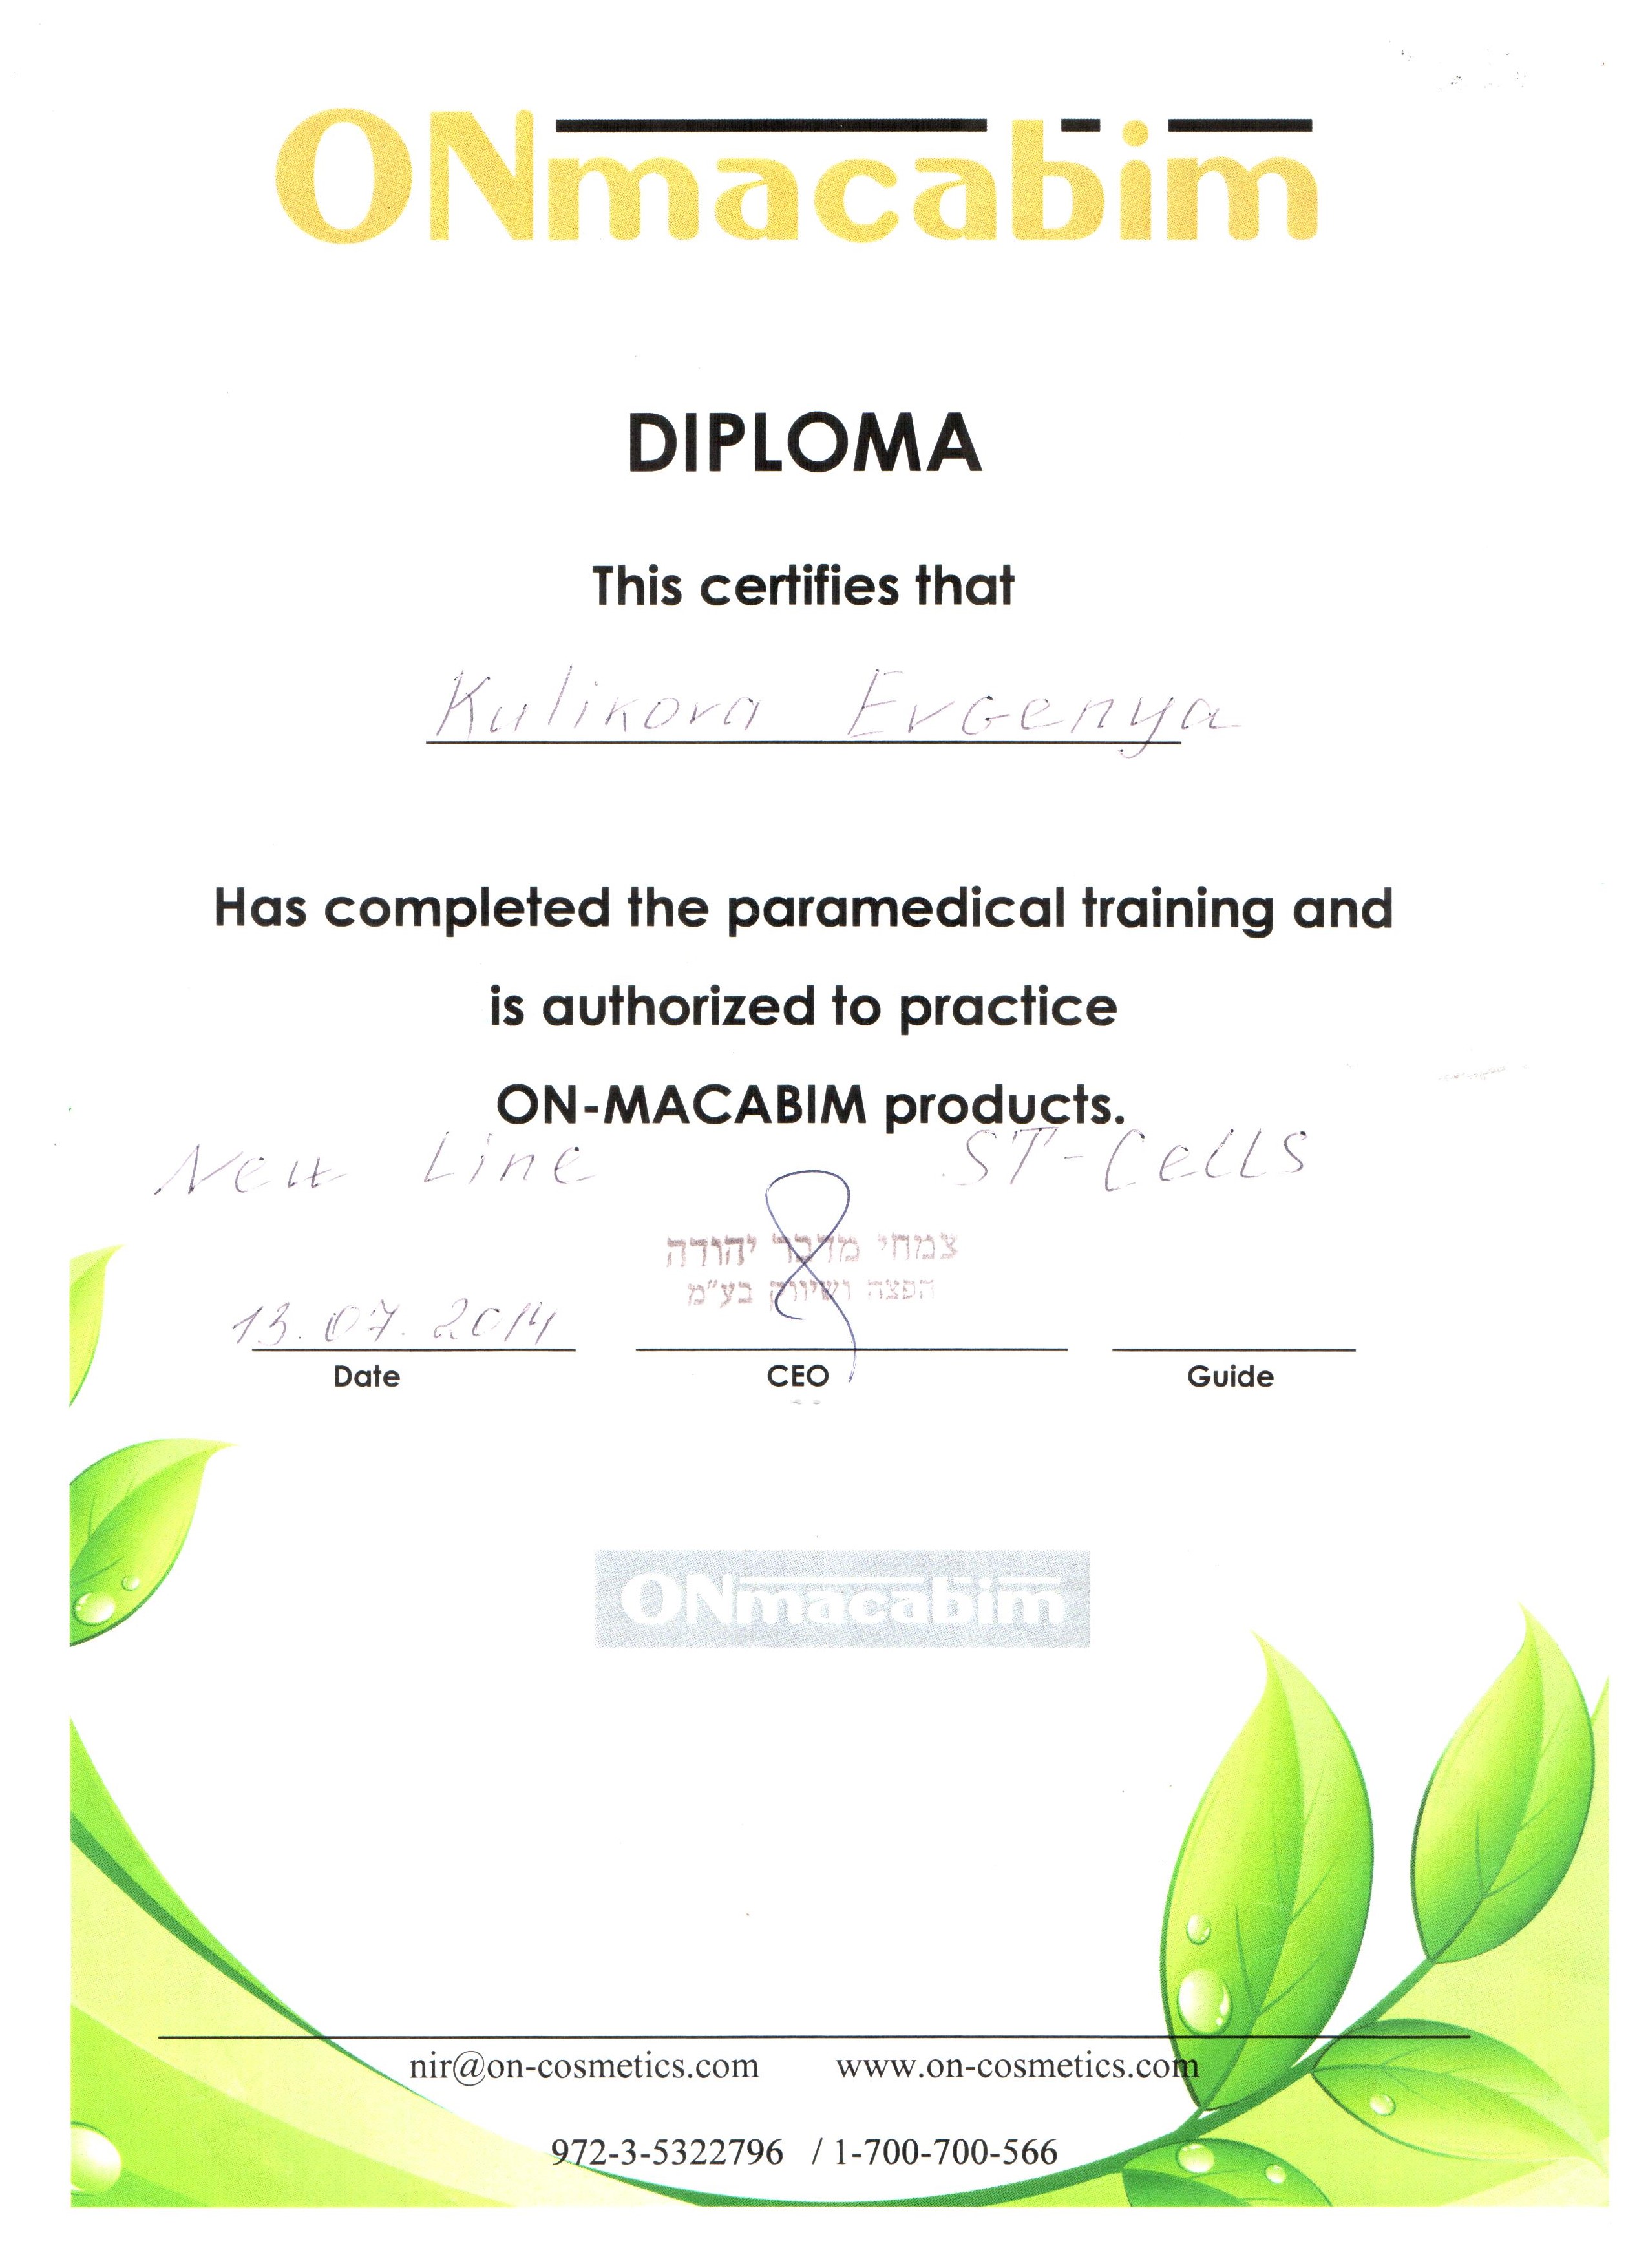 ONmacabim
DIPLOMA
This certifies that
Kulikova Evgenya
Has completed the paramedical training and
is authorized to practice
ON-MACABIM products.
New Line ST-Cells
צמחי מדבר יהודה
הפצה ושיווק בע"מ
13.07.2014
Date CEO Guide
ONmacabim
nir@on-cosmetics.com www.on-cosmetics.com
972-3-5322796 / 1-700-700-566